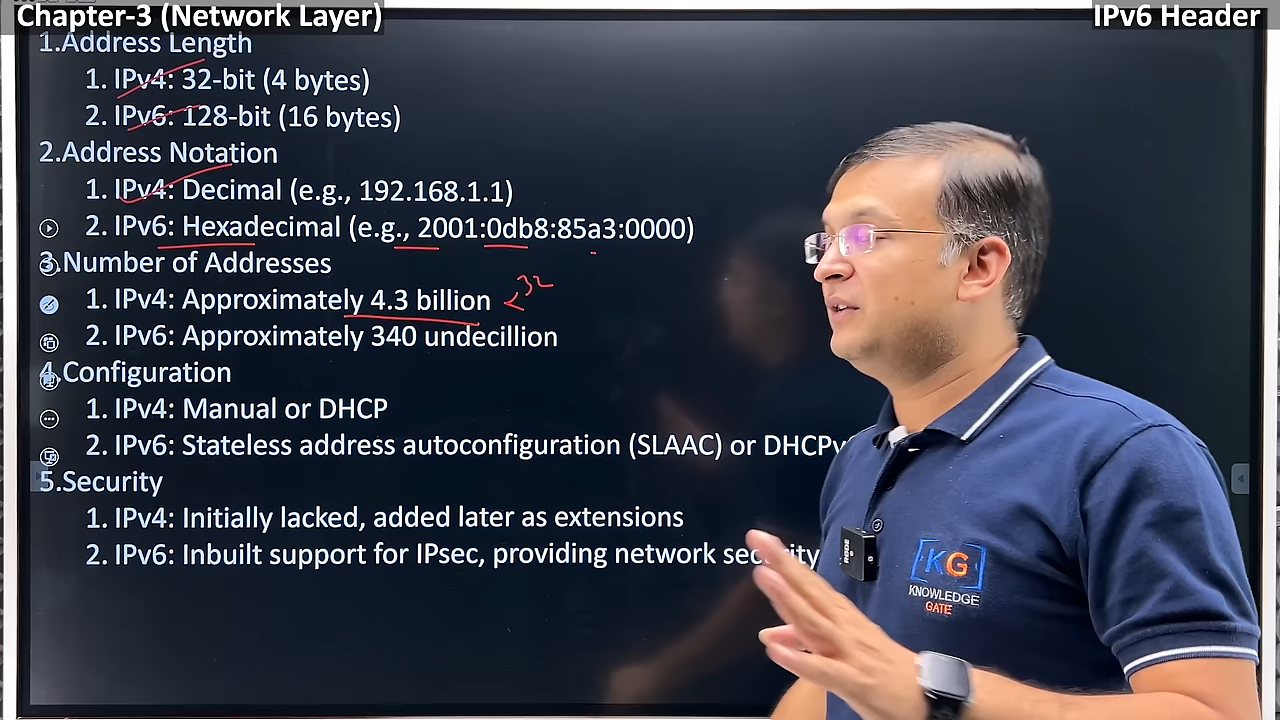 Chapter-3 (Network Layer)
IPv6 Header
1.Address Length
1. IPv4: 32-bit (4 bytes)
2. IPv6: 128-bit (16 bytes)
2.Address Notation
1. IPv4: Decimal (e.g., 192.168.1.1)
2. IPv6: Hexadecimal (e.g., 2001:0db8:85a3:0000)
3.Number of Addresses
1. IPv4: Approximately 4.3 billion
32
2. IPv6: Approximately 340 undecillion
4.Configuration
1. IPv4: Manual or DHCP
2. IPv6: Stateless address autoconfiguration (SLAAC) or DHCPv
5.Security
1. IPv4: Initially lacked, added later as extensions
2. IPv6: Inbuilt support for IPsec, providing network security
RODE
KG
KNOWLEDGE
GATE